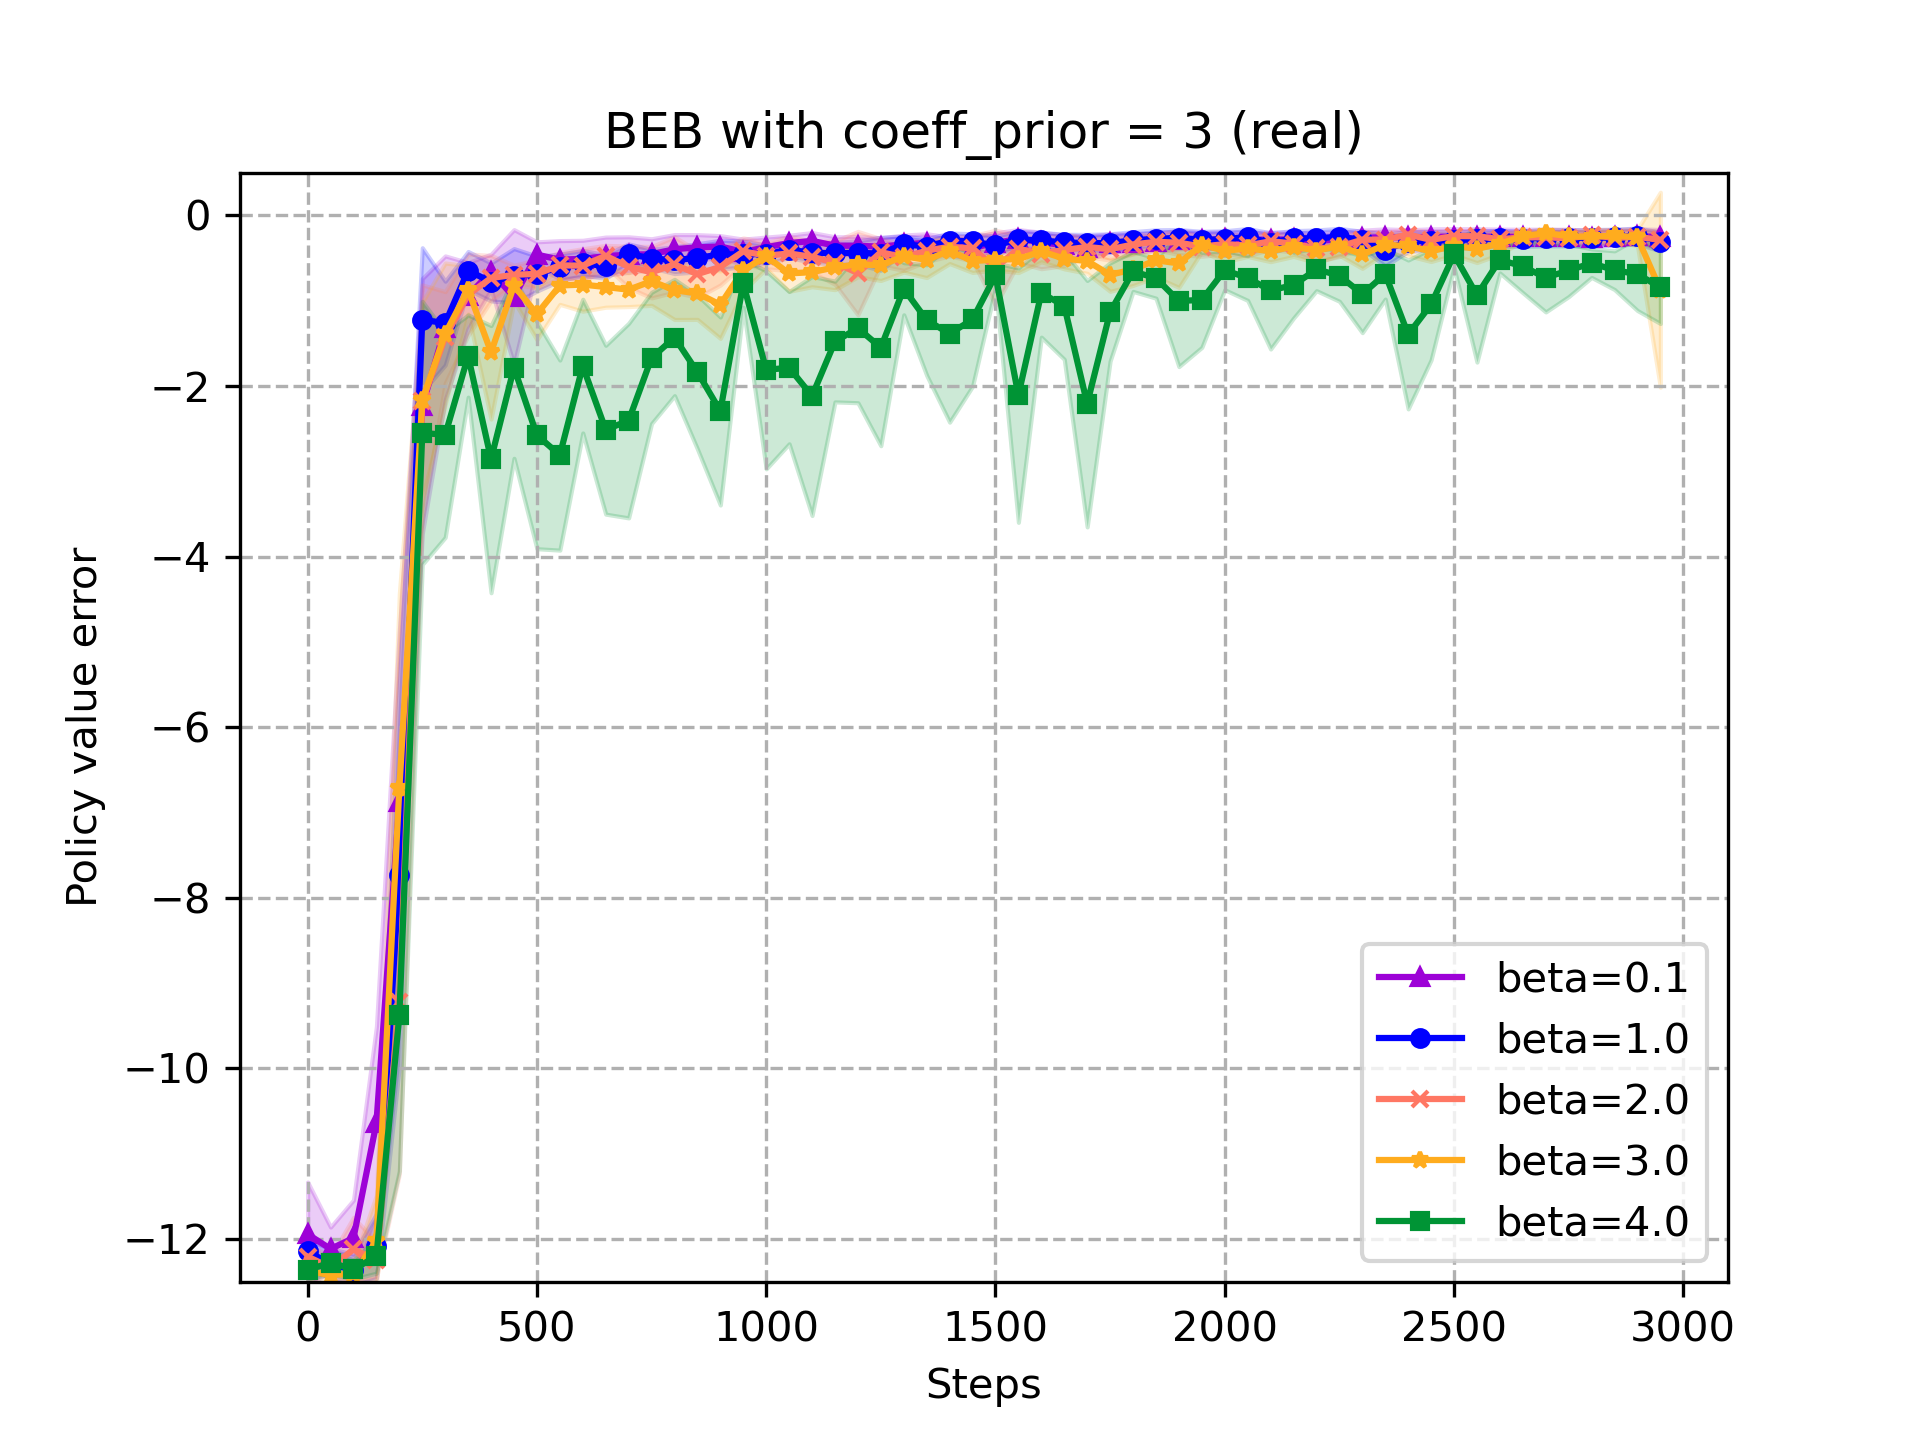 BEB with coeff_prior = 3 (real)
0
−2
−4
−6
−8
−10
−12
Policy value error
0 500 1000 1500 2000 2500 3000
Steps
beta=0.1
beta=1.0
beta=2.0
beta=3.0
beta=4.0